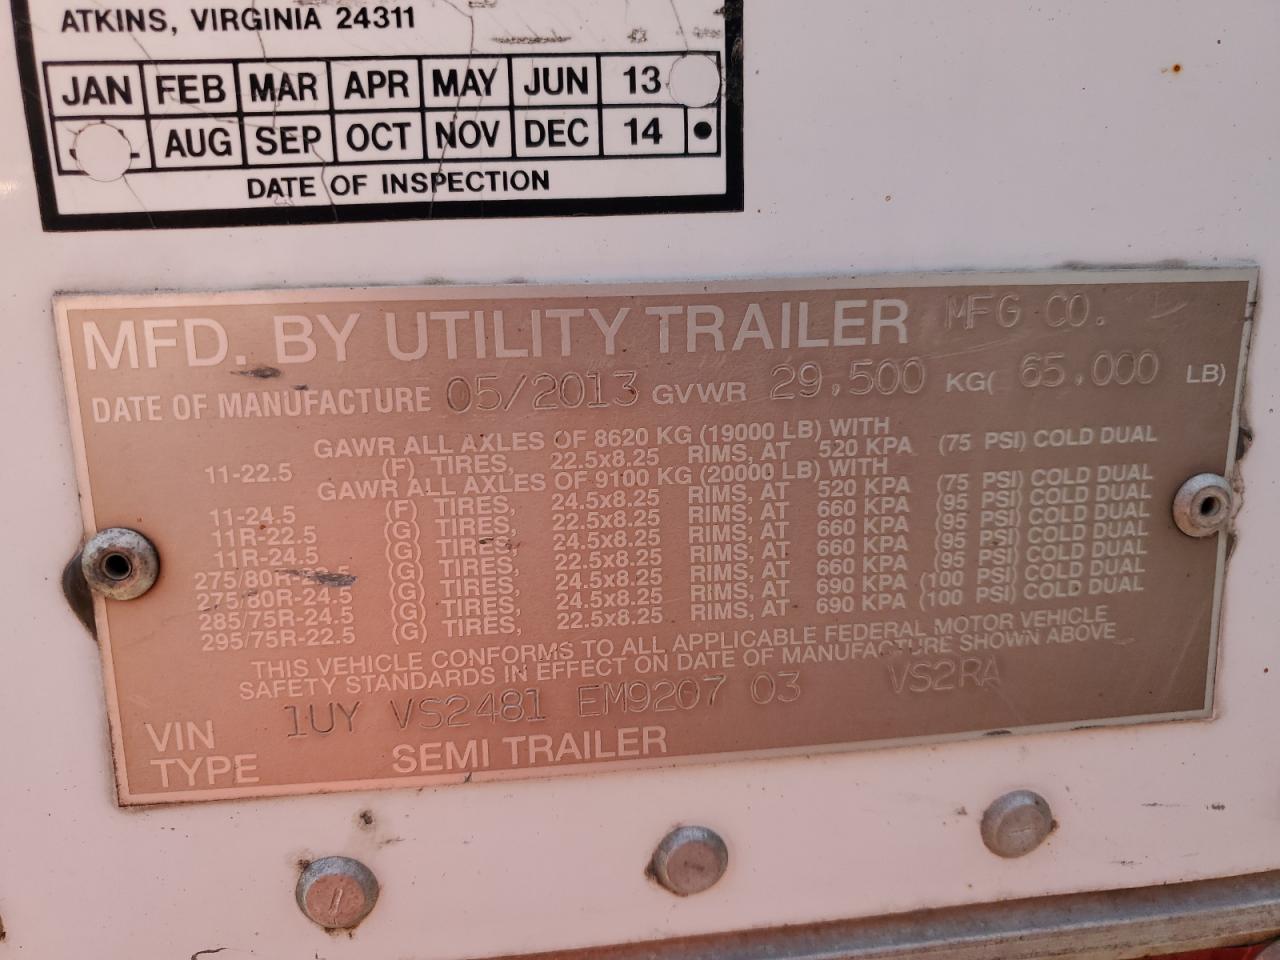 ATKINS, VIRGINIA 24311
JAN FEB MAR APR MAY JUN 13
AUG SEP OCT NOV DEC 14
DATE OF INSPECTION
MFD. BY UTILITY TRAILER MFG CO.
DATE OF MANUFACTURE 05/2013 GVWR 29,500 KG( 65,000 LB)
GAWR ALL AXLES OF 8620 KG (19000 LB) WITH
11-22.5 (F) TIRES, 22.5x8.25 RIMS, AT 520 KPA (75 PSI) COLD DUAL
GAWR ALL AXLES OF 9100 KG (20000 LB) WITH
11-24.5 (F) TIRES, 24.5x8.25 RIMS, AT 520 KPA (75 PSI) COLD DUAL
11R-22.5 (G) TIRES, 22.5x8.25 RIMS, AT 660 KPA (95 PSI) COLD DUAL
11R-24.5 (G) TIRES, 24.5x8.25 RIMS, AT 660 KPA (95 PSI) COLD DUAL
275/80R-22.5 (G) TIRES, 22.5x8.25 RIMS, AT 660 KPA (95 PSI) COLD DUAL
275/80R-24.5 (G) TIRES, 24.5x8.25 RIMS, AT 660 KPA (95 PSI) COLD DUAL
285/75R-24.5 (G) TIRES, 24.5x8.25 RIMS, AT 690 KPA (100 PSI) COLD DUAL
295/75R-22.5 (G) TIRES, 22.5x8.25 RIMS, AT 690 KPA (100 PSI) COLD DUAL
THIS VEHICLE CONFORMS TO ALL APPLICABLE FEDERAL MOTOR VEHICLE
SAFETY STANDARDS IN EFFECT ON DATE OF MANUFACTURE SHOWN ABOVE
VIN 1UY VS2481 EM9207 03 VS2RA
TYPE SEMI TRAILER